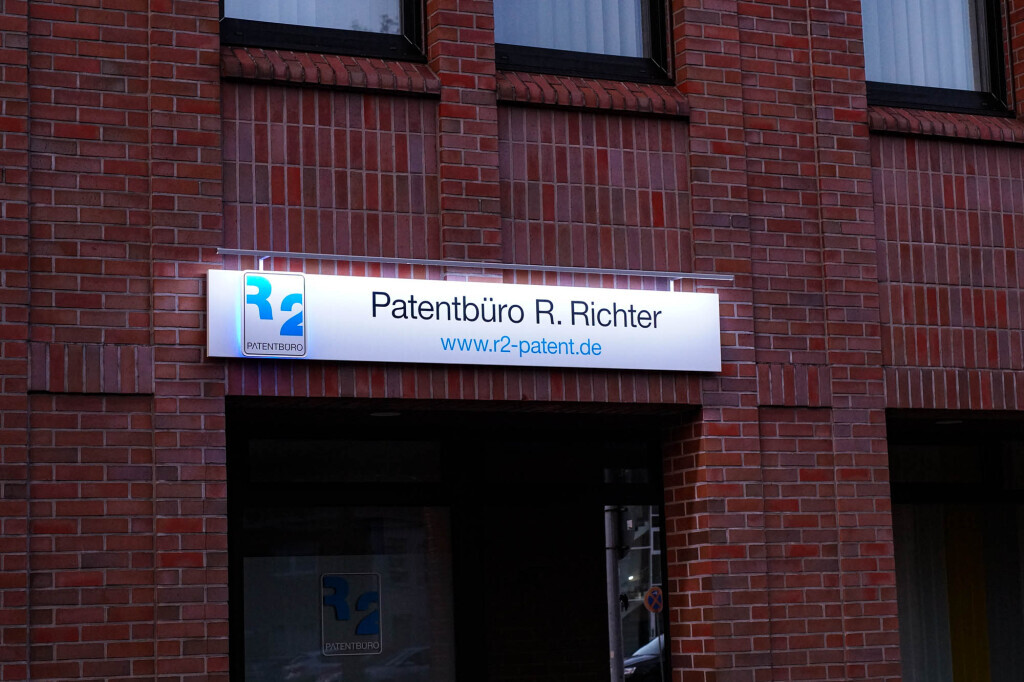 R2
PATENTBÜRO
Patentbüro R. Richter
www.r2-patent.de
R2
PATENTBÜRO